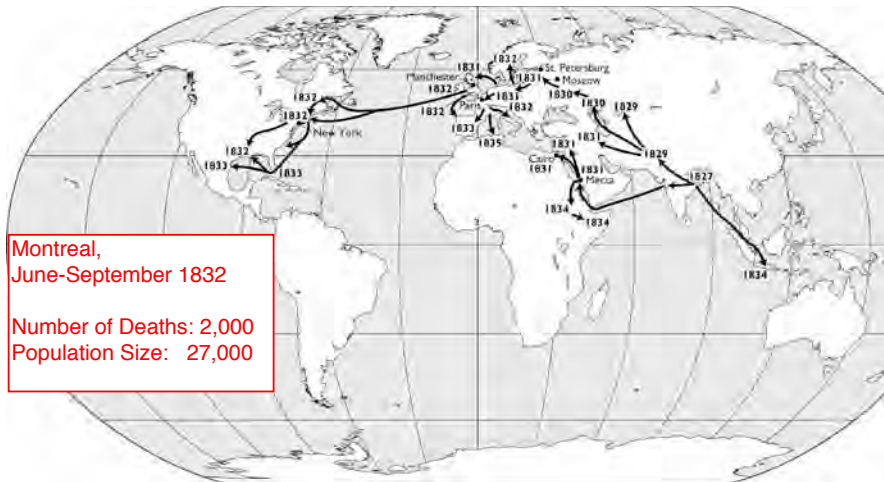 1831
1832
St. Petersburg
Manchester
1831
Moscow
1832
1832
1831
1830
Paris
1830
1829
1832
1832
1832
New York
1833
1835
1831
1832
1829
1833
1833
Cairo
1831
1831
1831
Mecca
1827
1834
1834
1834
Montreal,
June-September 1832
Number of Deaths: 2,000
Population Size: 27,000